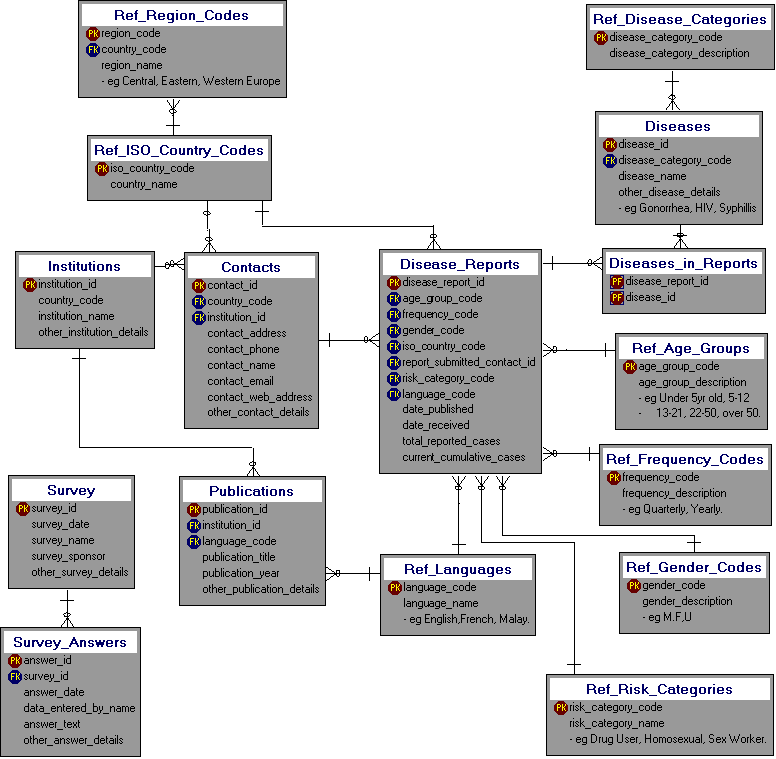 Ref_Region_Codes
PK region_code
FK country_code
region_name
- eg Central, Eastern, Western Europe
Ref_Disease_Categories
PK disease_category_code
disease_category_description
Ref_ISO_Country_Codes
PK iso_country_code
country_name
Diseases
PK disease_id
FK disease_category_code
disease_name
other_disease_details
- eg Gonorrhea, HIV, Syphillis
Institutions
PK institution_id
country_code
institution_name
other_institution_details
Contacts
PK contact_id
FK country_code
FK institution_id
contact_address
contact_phone
contact_name
contact_email
contact_web_address
other_contact_details
Disease_Reports
PK disease_report_id
FK age_group_code
FK frequency_code
FK gender_code
FK iso_country_code
FK report_submitted_contact_id
FK risk_category_code
FK language_code
date_published
date_received
total_reported_cases
current_cumulative_cases
Diseases_in_Reports
PF disease_report_id
PF disease_id
Ref_Age_Groups
PK age_group_code
age_group_description
- eg Under 5yr old, 5-12
- 13-21, 22-50, over 50.
Ref_Frequency_Codes
PK frequency_code
frequency_description
- eg Quarterly, Yearly.
Survey
PK survey_id
survey_date
survey_name
survey_sponsor
other_survey_details
Publications
PK publication_id
FK institution_id
FK language_code
publication_title
publication_year
other_publication_details
Ref_Languages
PK language_code
language_name
- eg English,French, Malay.
Ref_Gender_Codes
PK gender_code
gender_description
- eg M.F,U
Survey_Answers
PK answer_id
FK survey_id
answer_date
data_entered_by_name
answer_text
other_answer_details
Ref_Risk_Categories
PK risk_category_code
risk_category_name
- eg Drug User, Homosexual, Sex Worker.